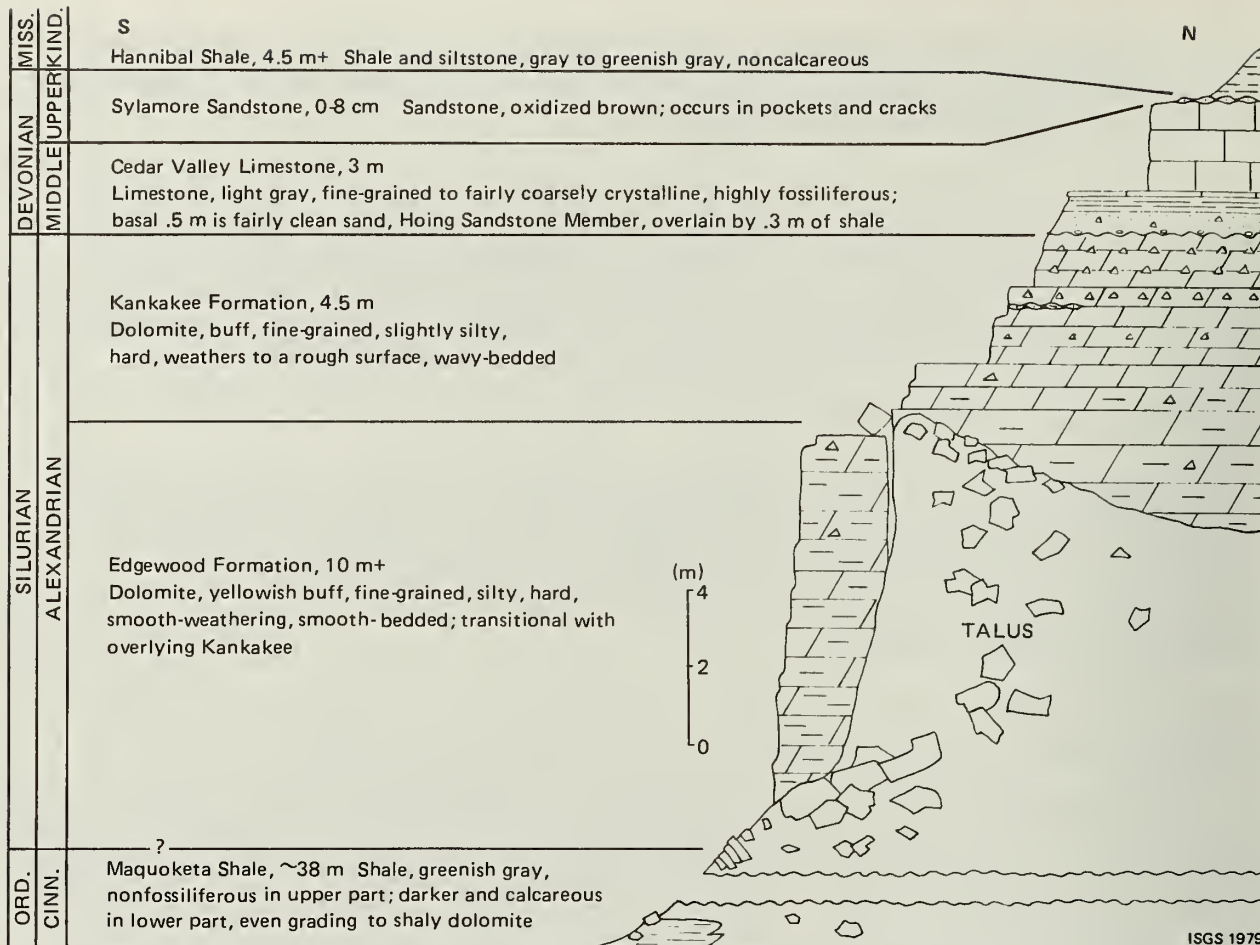 S
N
MISS.
KIND.
Hannibal Shale, 4.5 m+ Shale and siltstone, gray to greenish gray, noncalcareous
DEVONIAN
UPPER
Sylamore Sandstone, 0-8 cm Sandstone, oxidized brown; occurs in pockets and cracks
MIDDLE
Cedar Valley Limestone, 3 m
Limestone, light gray, fine-grained to fairly coarsely crystalline, highly fossiliferous;
basal .5 m is fairly clean sand, Hoing Sandstone Member, overlain by .3 m of shale
SILURIAN
ALEXANDRIAN
Kankakee Formation, 4.5 m
Dolomite, buff, fine-grained, slightly silty,
hard, weathers to a rough surface, wavy-bedded
Edgewood Formation, 10 m+
Dolomite, yellowish buff, fine-grained, silty, hard,
smooth-weathering, smooth-bedded; transitional with
overlying Kankakee
(m)
4
2
0
TALUS
?
ORD.
CINN.
Maquoketa Shale, ~38 m Shale, greenish gray,
nonfossiliferous in upper part; darker and calcareous
in lower part, even grading to shaly dolomite
ISGS 1979